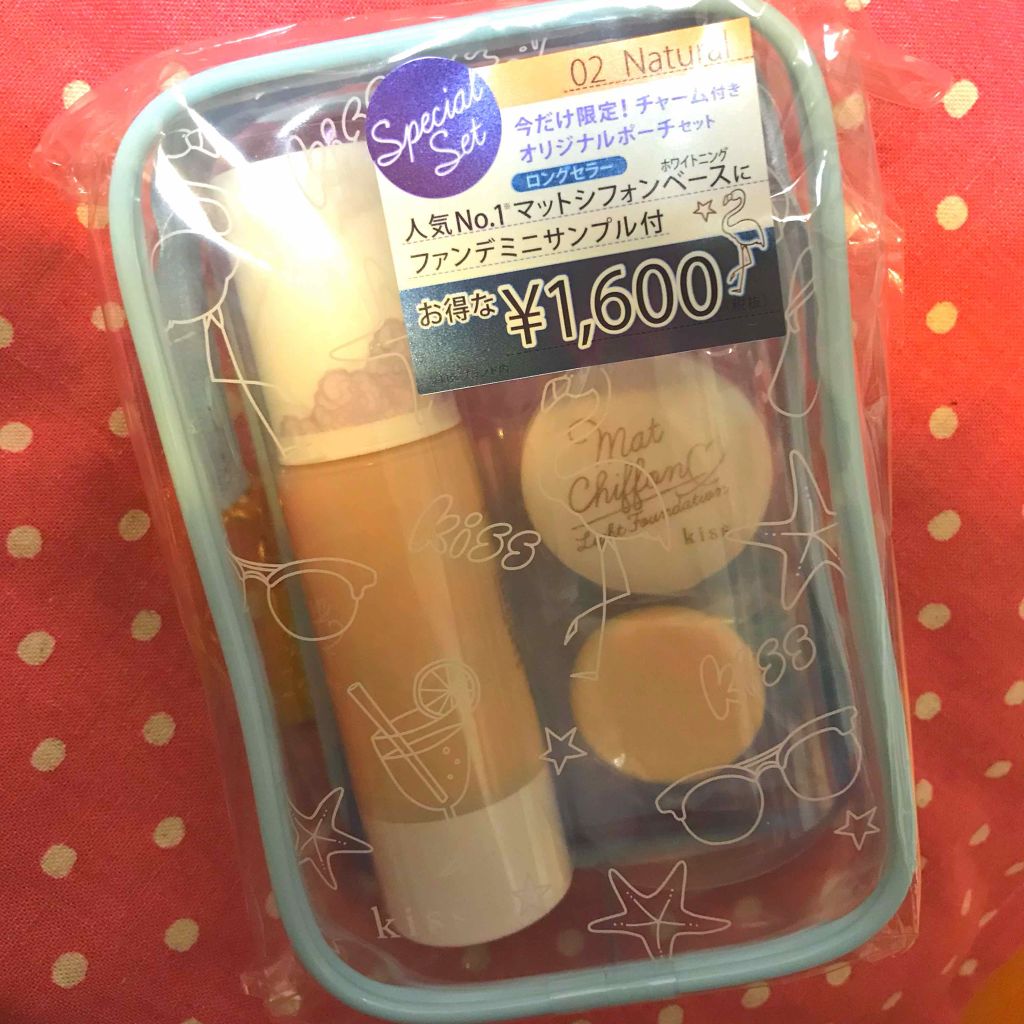 Special
Set
02 Natural
今だけ限定!チャーム付き
オリジナルポーチセット
ロングセラー
ホワイトニング
人気No.1※マットシフォンベースに
ファンデミニサンプル付
お得な ¥1,600
Mat
Chiffon
Light Foundation
kiss
kiss
kiss
kiss